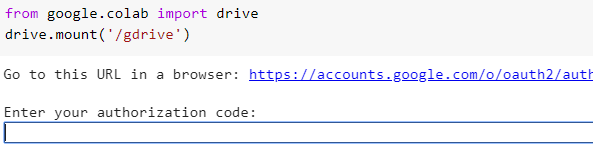 from google.colab import drive
drive.mount('/gdrive')
Go to this URL in a browser: https://accounts.google.com/o/oauth2/auth
Enter your authorization code: